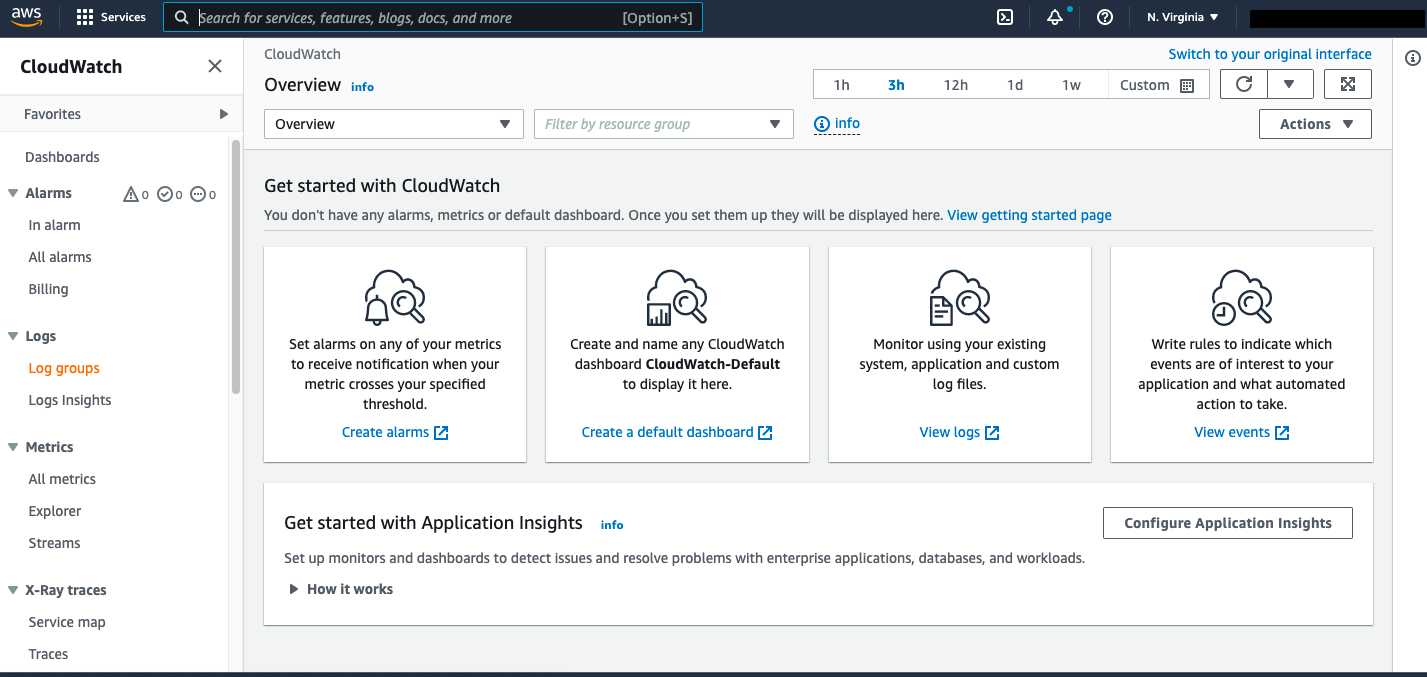 aws
Services
Search for services, features, blogs, docs, and more
[Option+S]
N. Virginia
CloudWatch
Favorites
Dashboards
Alarms
0
0
0
In alarm
All alarms
Billing
Logs
Log groups
Logs Insights
Metrics
All metrics
Explorer
Streams
X-Ray traces
Service map
Traces
CloudWatch
Switch to your original interface
Overview info
1h 3h 12h 1d 1w Custom
Overview
Filter by resource group
info
Actions
Get started with CloudWatch
You don't have any alarms, metrics or default dashboard. Once you set them up they will be displayed here. View getting started page
Set alarms on any of your metrics
to receive notification when your
metric crosses your specified
threshold.
Create alarms
Create and name any CloudWatch
dashboard CloudWatch-Default
to display it here.
Create a default dashboard
Monitor using your existing
system, application and custom
log files.
View logs
Write rules to indicate which
events are of interest to your
application and what automated
action to take.
View events
Get started with Application Insights info
Configure Application Insights
Set up monitors and dashboards to detect issues and resolve problems with enterprise applications, databases, and workloads.
How it works